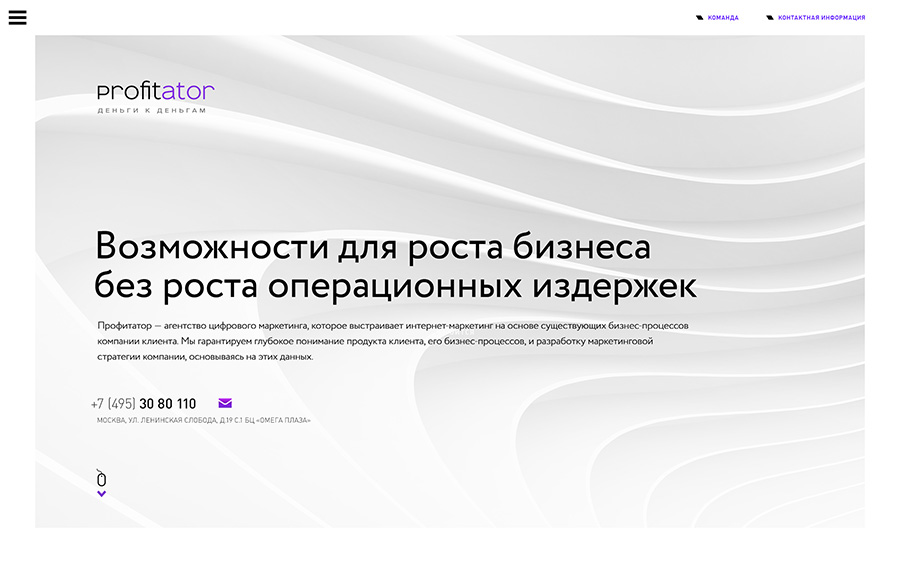 КОМАНДА
КОНТАКТНАЯ ИНФОРМАЦИЯ
profitator
ДЕНЬГИ К ДЕНЬГАМ
Возможности для роста бизнеса
без роста операционных издержек
Профитатор — агентство цифрового маркетинга, которое выстраивает интернет-маркетинг на основе существующих бизнес-процессов
компании клиента. Мы гарантируем глубокое понимание продукта клиента, его бизнес-процессов, и разработку маркетинговой
стратегии компании, основываясь на этих данных.
+7 (495) 30 80 110
МОСКВА, УЛ. ЛЕНИНСКАЯ СЛОБОДА, Д.19 С.1 БЦ «ОМЕГА ПЛАЗА»